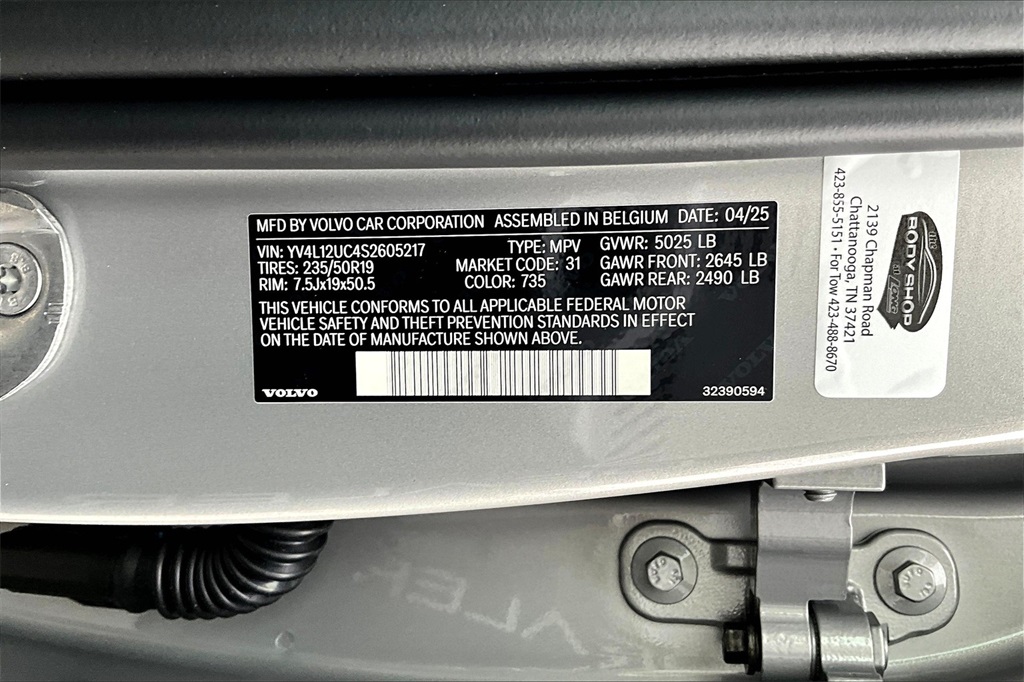 MFD BY VOLVO CAR CORPORATION ASSEMBLED IN BELGIUM DATE: 04/25
VIN: YV4L12UC4S2605217 TYPE: MPV GVWR: 5025 LB
TIRES: 235/50R19 MARKET CODE: 31 GAWR FRONT: 2645 LB
RIM: 7.5Jx19x50.5 COLOR: 735 GAWR REAR: 2490 LB
THIS VEHICLE CONFORMS TO ALL APPLICABLE FEDERAL MOTOR
VEHICLE SAFETY AND THEFT PREVENTION STANDARDS IN EFFECT
ON THE DATE OF MANUFACTURE SHOWN ABOVE.
VOLVO 32390594
the
BODY SHOP
at Lowe
2139 Chapman Road
Chattanooga, TN 37421
423-855-5151 • For Tow 423-488-8670